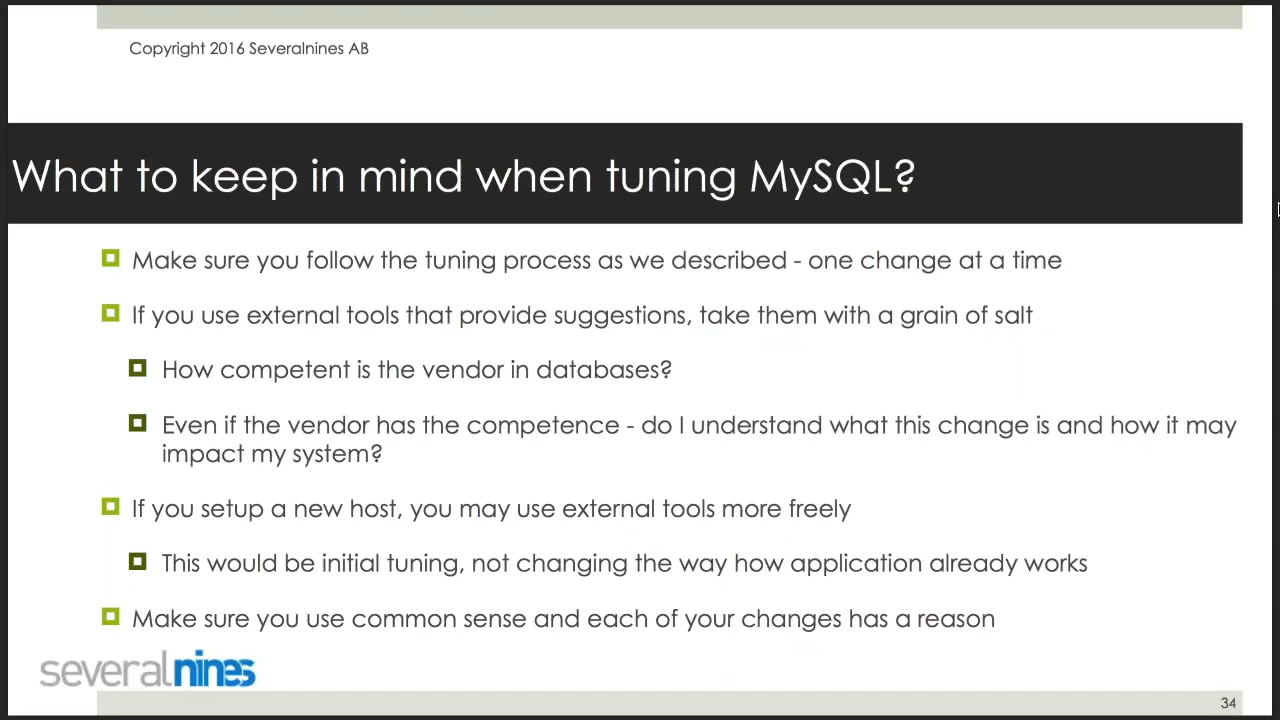 Copyright 2016 Severalnines AB
What to keep in mind when tuning MySQL?
Make sure you follow the tuning process as we described - one change at a time
If you use external tools that provide suggestions, take them with a grain of salt
How competent is the vendor in databases?
Even if the vendor has the competence - do I understand what this change is and how it may
impact my system?
If you setup a new host, you may use external tools more freely
This would be initial tuning, not changing the way how application already works
Make sure you use common sense and each of your changes has a reason
severalnines
34